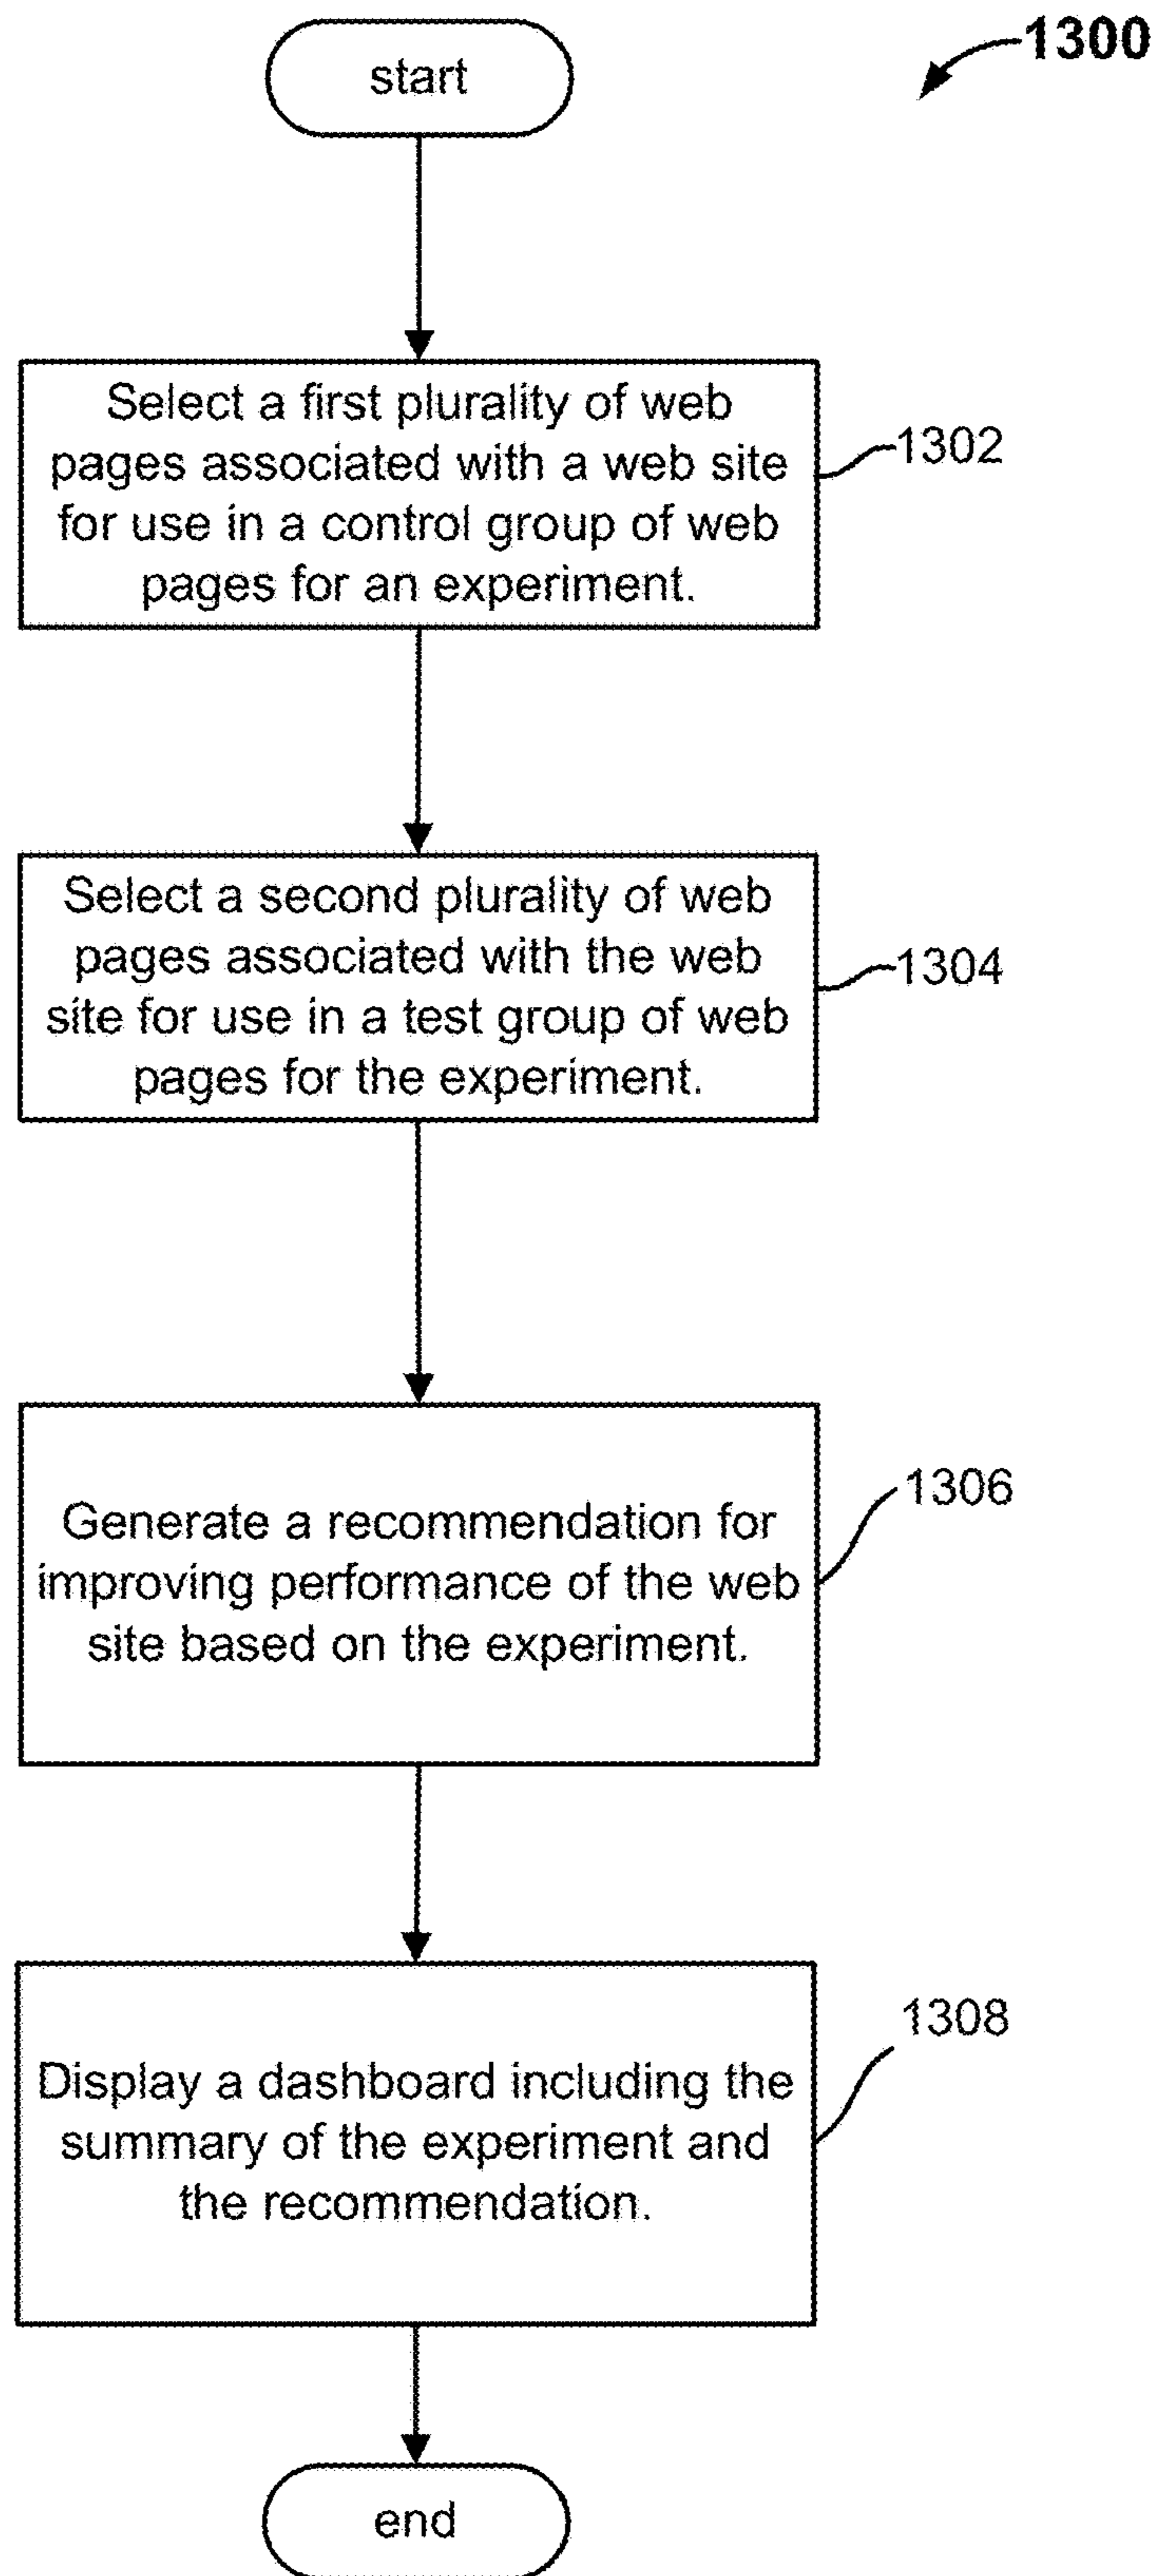 1300
start
Select a first plurality of web
pages associated with a web site
for use in a control group of web
pages for an experiment.
1302
Select a second plurality of web
pages associated with the web
site for use in a test group of web
pages for the experiment.
1304
Generate a recommendation for
improving performance of the web
site based on the experiment.
1306
Display a dashboard including the
summary of the experiment and
the recommendation.
1308
end